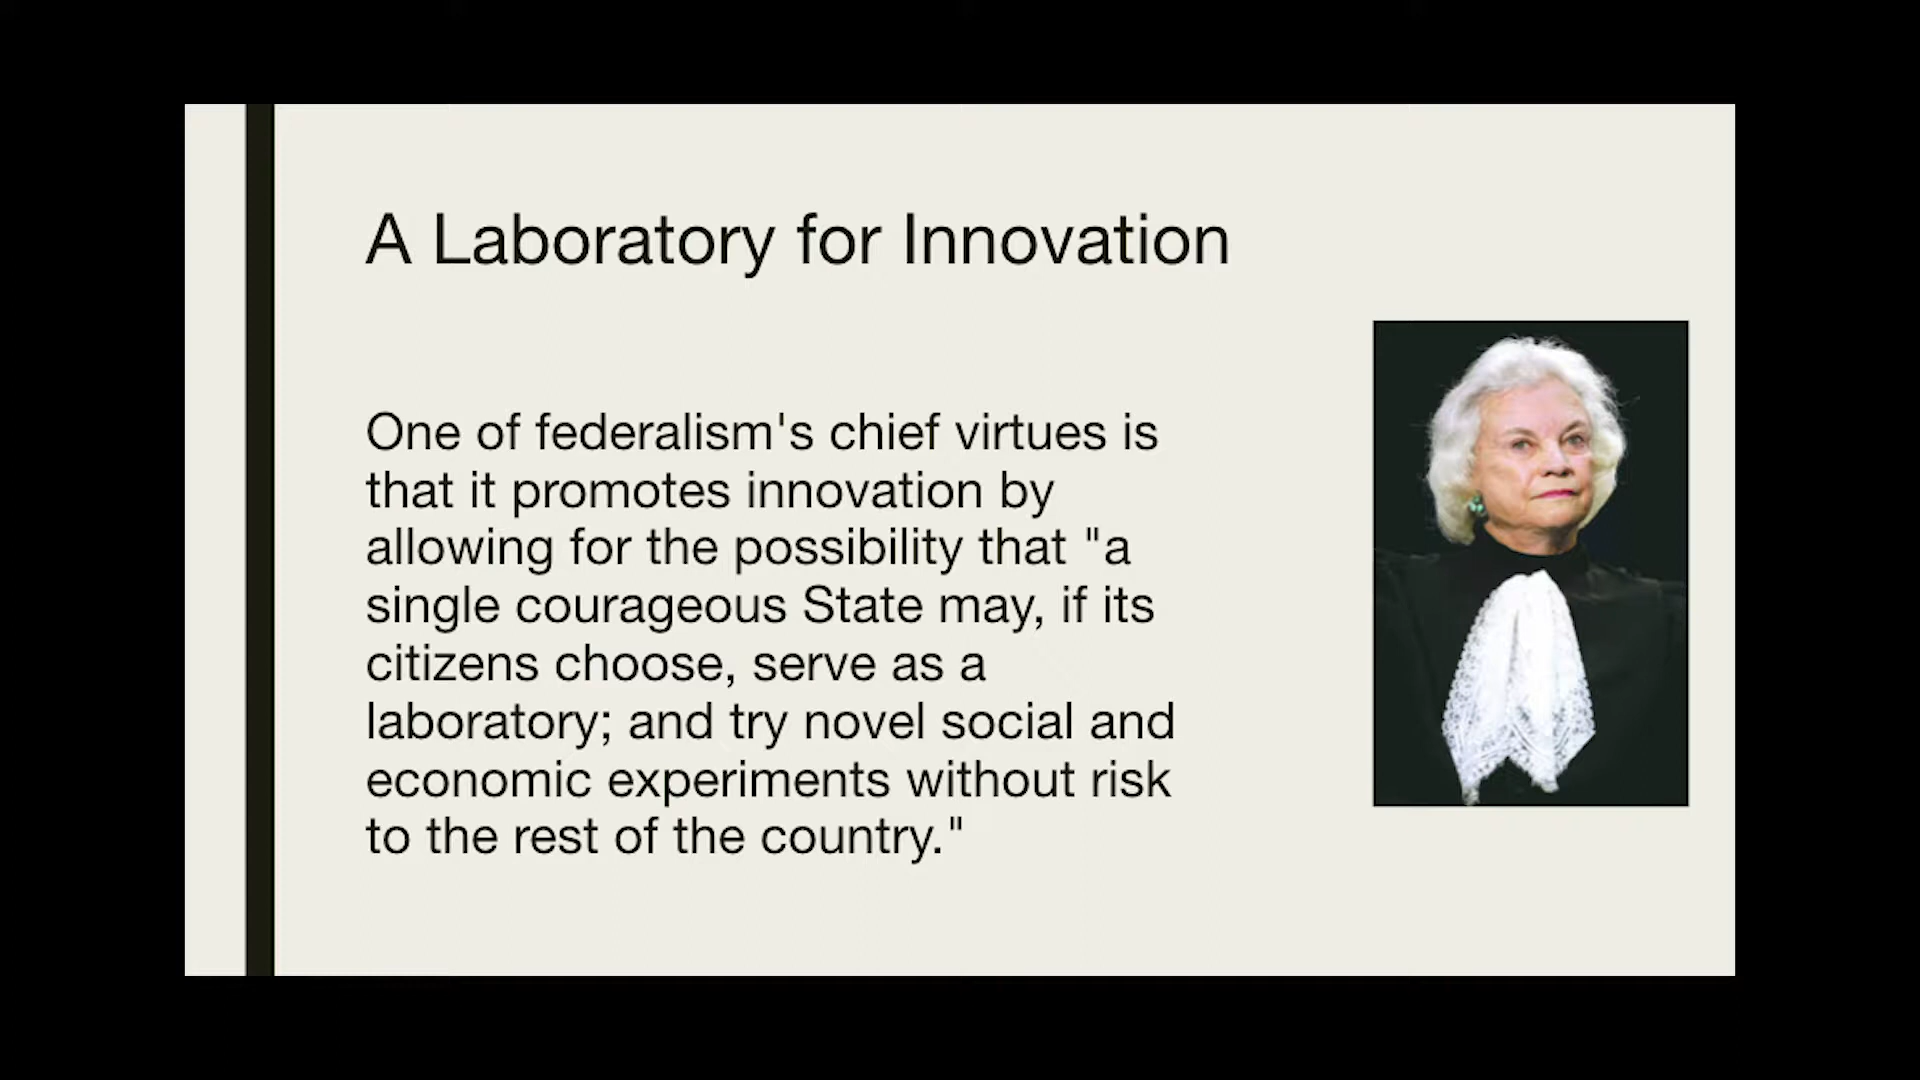 A Laboratory for Innovation
One of federalism's chief virtues is
that it promotes innovation by
allowing for the possibility that "a
single courageous State may, if its
citizens choose, serve as a
laboratory; and try novel social and
economic experiments without risk
to the rest of the country."